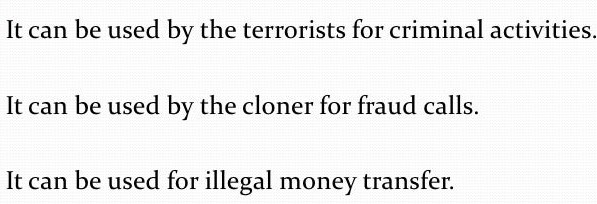 It can be used by the terrorists for criminal activities.
It can be used by the cloner for fraud calls.
It can be used for illegal money transfer.